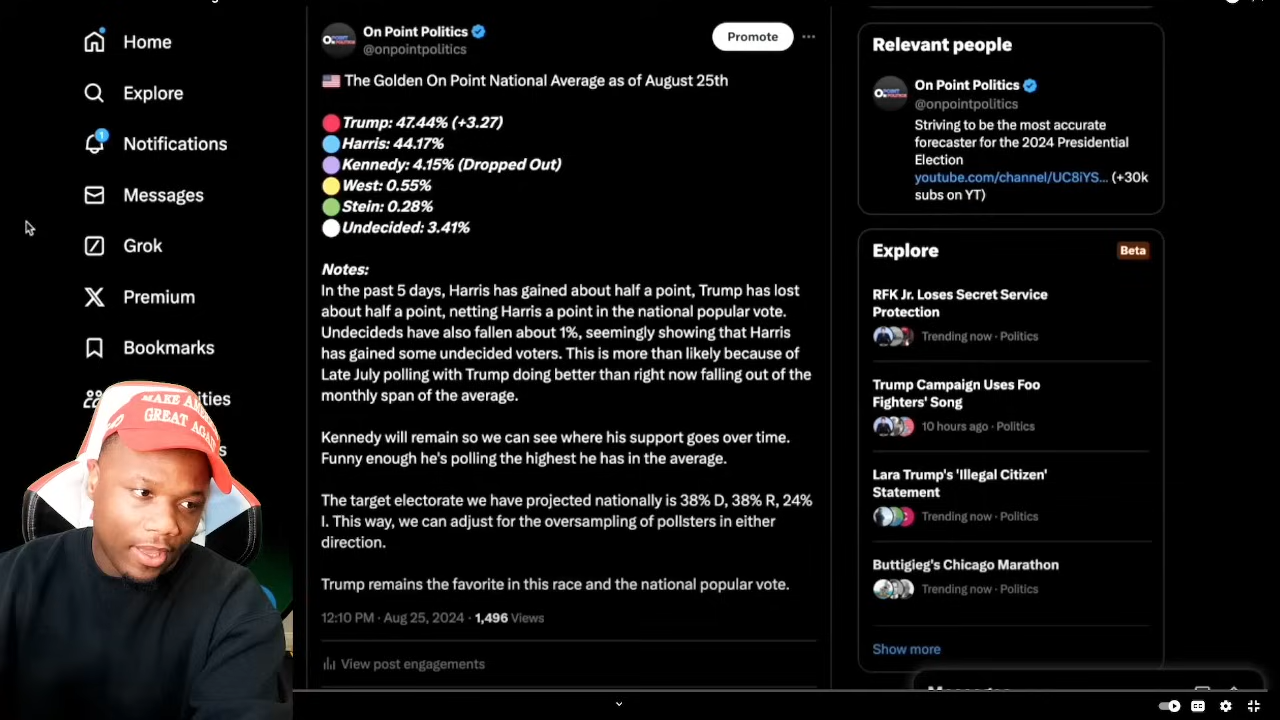 Home
Explore
1
Notifications
Messages
Grok
Premium
Bookmarks
ities
s
MAKE AME
GREAT AGA
On Point Politics
@onpointpolitics
Promote
🇺🇸 The Golden On Point National Average as of August 25th
Trump: 47.44% (+3.27)
Harris: 44.17%
Kennedy: 4.15% (Dropped Out)
West: 0.55%
Stein: 0.28%
Undecided: 3.41%
Notes:
In the past 5 days, Harris has gained about half a point, Trump has lost
about half a point, netting Harris a point in the national popular vote.
Undecideds have also fallen about 1%, seemingly showing that Harris
has gained some undecided voters. This is more than likely because of
Late July polling with Trump doing better than right now falling out of the
monthly span of the average.
Kennedy will remain so we can see where his support goes over time.
Funny enough he's polling the highest he has in the average.
The target electorate we have projected nationally is 38% D, 38% R, 24%
I. This way, we can adjust for the oversampling of pollsters in either
direction.
Trump remains the favorite in this race and the national popular vote.
12:10 PM · Aug 25, 2024 · 1,496 Views
View post engagements
Relevant people
On Point Politics
@onpointpolitics
Striving to be the most accurate
forecaster for the 2024 Presidential
Election
youtube.com/channel/UC8iYS... (+30k
subs on YT)
Explore
Beta
RFK Jr. Loses Secret Service
Protection
Trending now · Politics
Trump Campaign Uses Foo
Fighters' Song
10 hours ago · Politics
Lara Trump's 'Illegal Citizen'
Statement
Trending now · Politics
Buttigieg's Chicago Marathon
Trending now · Politics
Show more